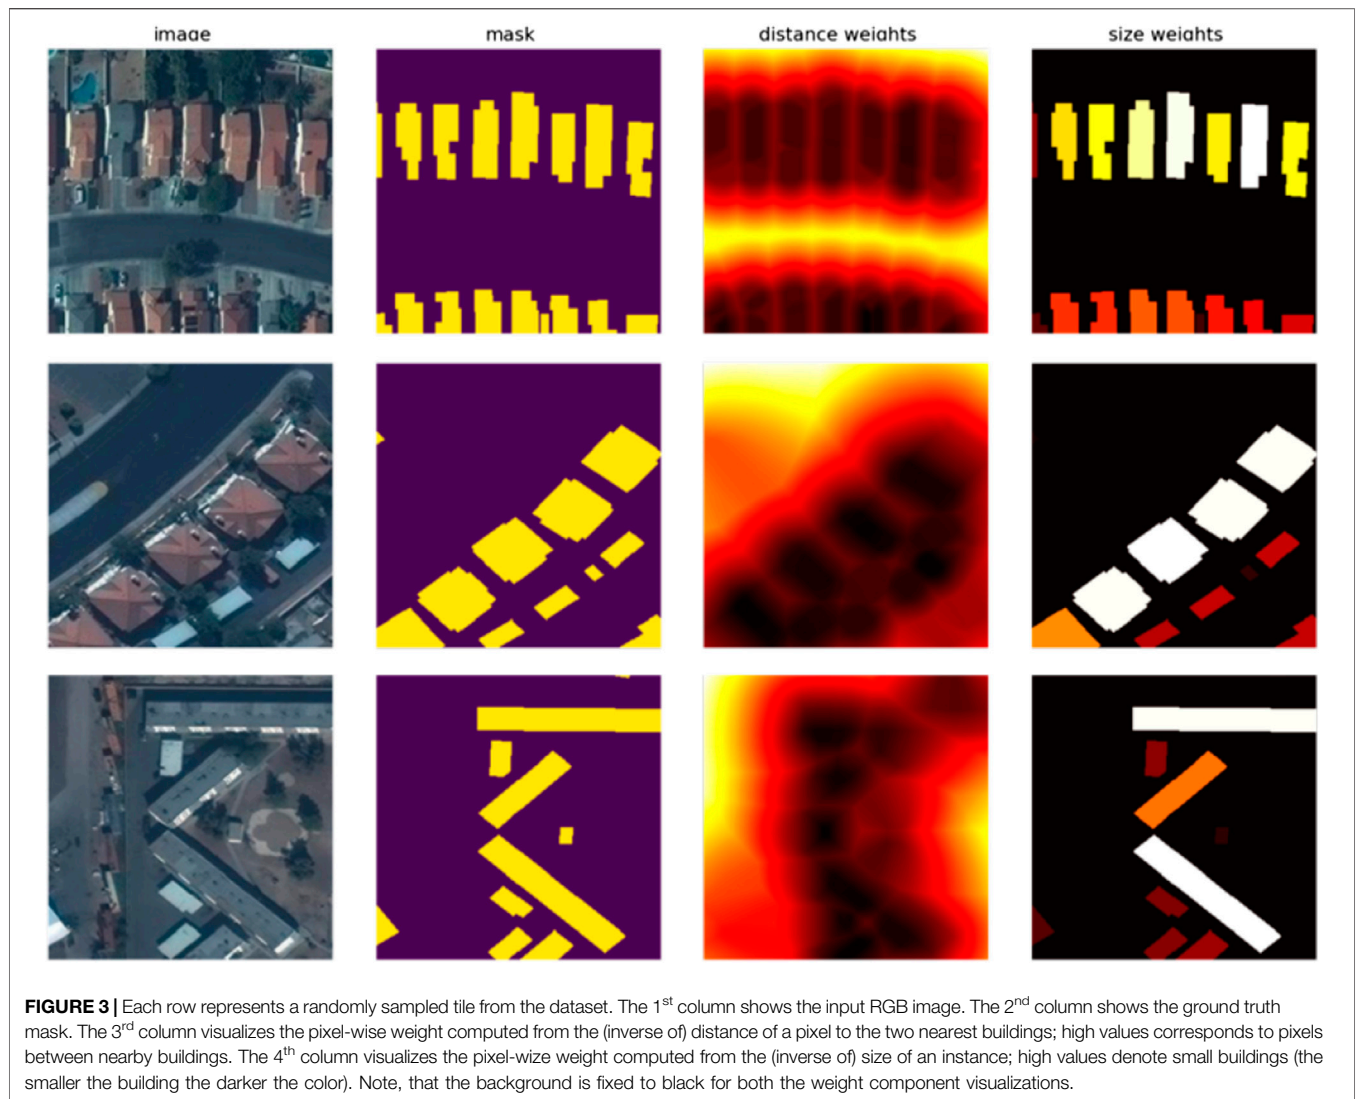 image mask distance weights size weights
FIGURE 3 | Each row represents a randomly sampled tile from the dataset. The 1st column shows the input RGB image. The 2nd column shows the ground truth
mask. The 3rd column visualizes the pixel-wise weight computed from the (inverse of) distance of a pixel to the two nearest buildings; high values corresponds to pixels
between nearby buildings. The 4th column visualizes the pixel-wize weight computed from the (inverse of) size of an instance; high values denote small buildings (the
smaller the building the darker the color). Note, that the background is fixed to black for both the weight component visualizations.